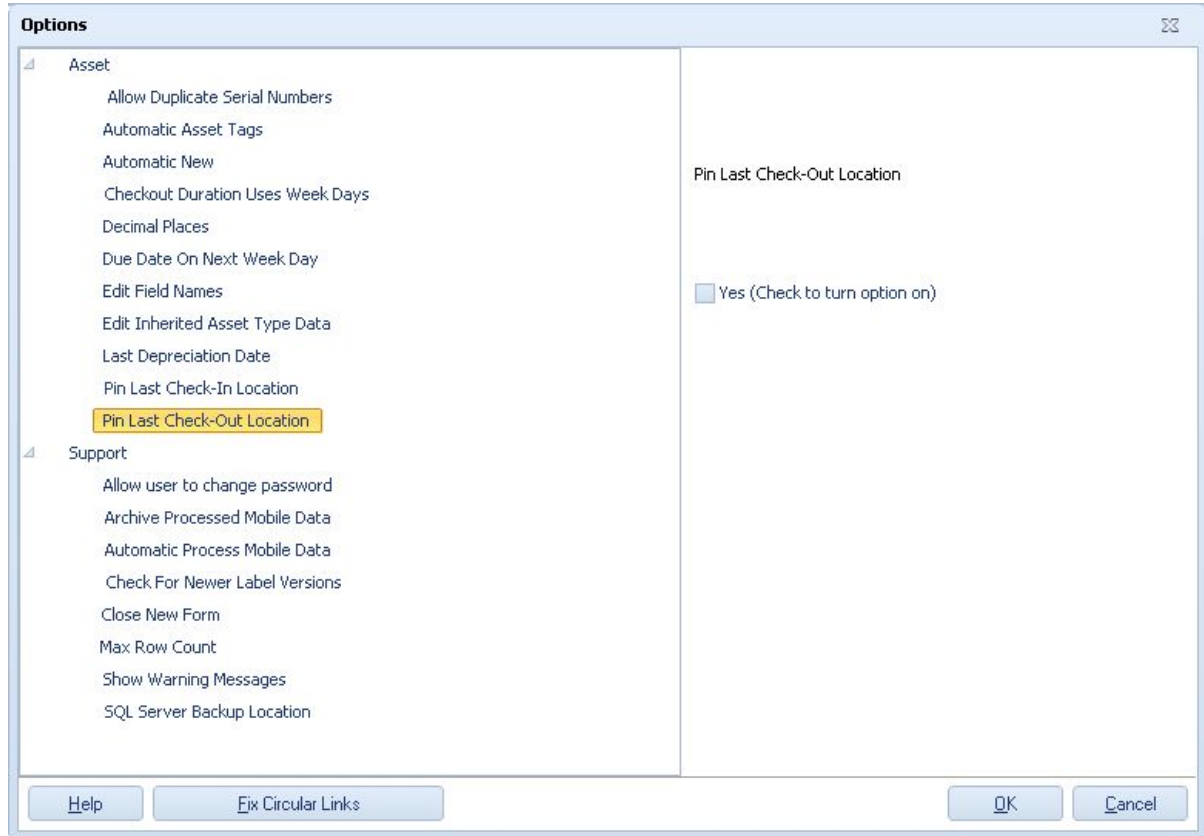 Options
Asset
Allow Duplicate Serial Numbers
Automatic Asset Tags
Automatic New
Checkout Duration Uses Week Days
Decimal Places
Due Date On Next Week Day
Edit Field Names
Edit Inherited Asset Type Data
Last Depreciation Date
Pin Last Check-In Location
Pin Last Check-Out Location
Support
Allow user to change password
Archive Processed Mobile Data
Automatic Process Mobile Data
Check For Newer Label Versions
Close New Form
Max Row Count
Show Warning Messages
SQL Server Backup Location
Pin Last Check-Out Location
Yes (Check to turn option on)
Help
Fix Circular Links
OK
Cancel